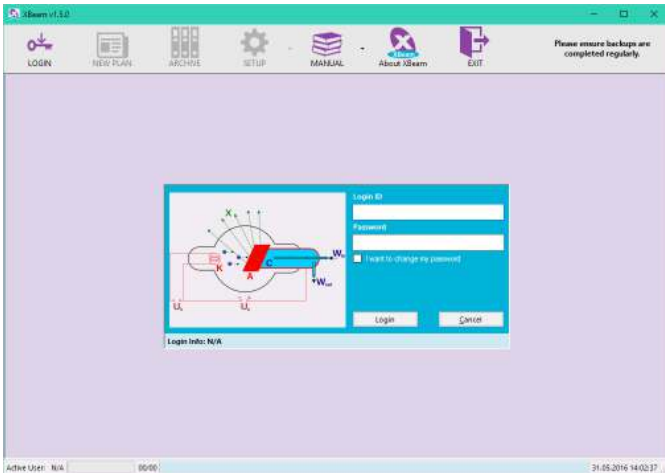 XBeam v1.5.0
LOGIN
NEW PLAN
ARCHIVE
SETUP
MANUAL
XBeam
About XBeam
EXIT
Please ensure backups are
completed regularly.
Login ID
Password
I want to change my password
X
K
A
C
W
W out
U
U
Login
Cancel
Login Info: N/A
Active User: N/A
00/00
31.05.2016 14:02:37